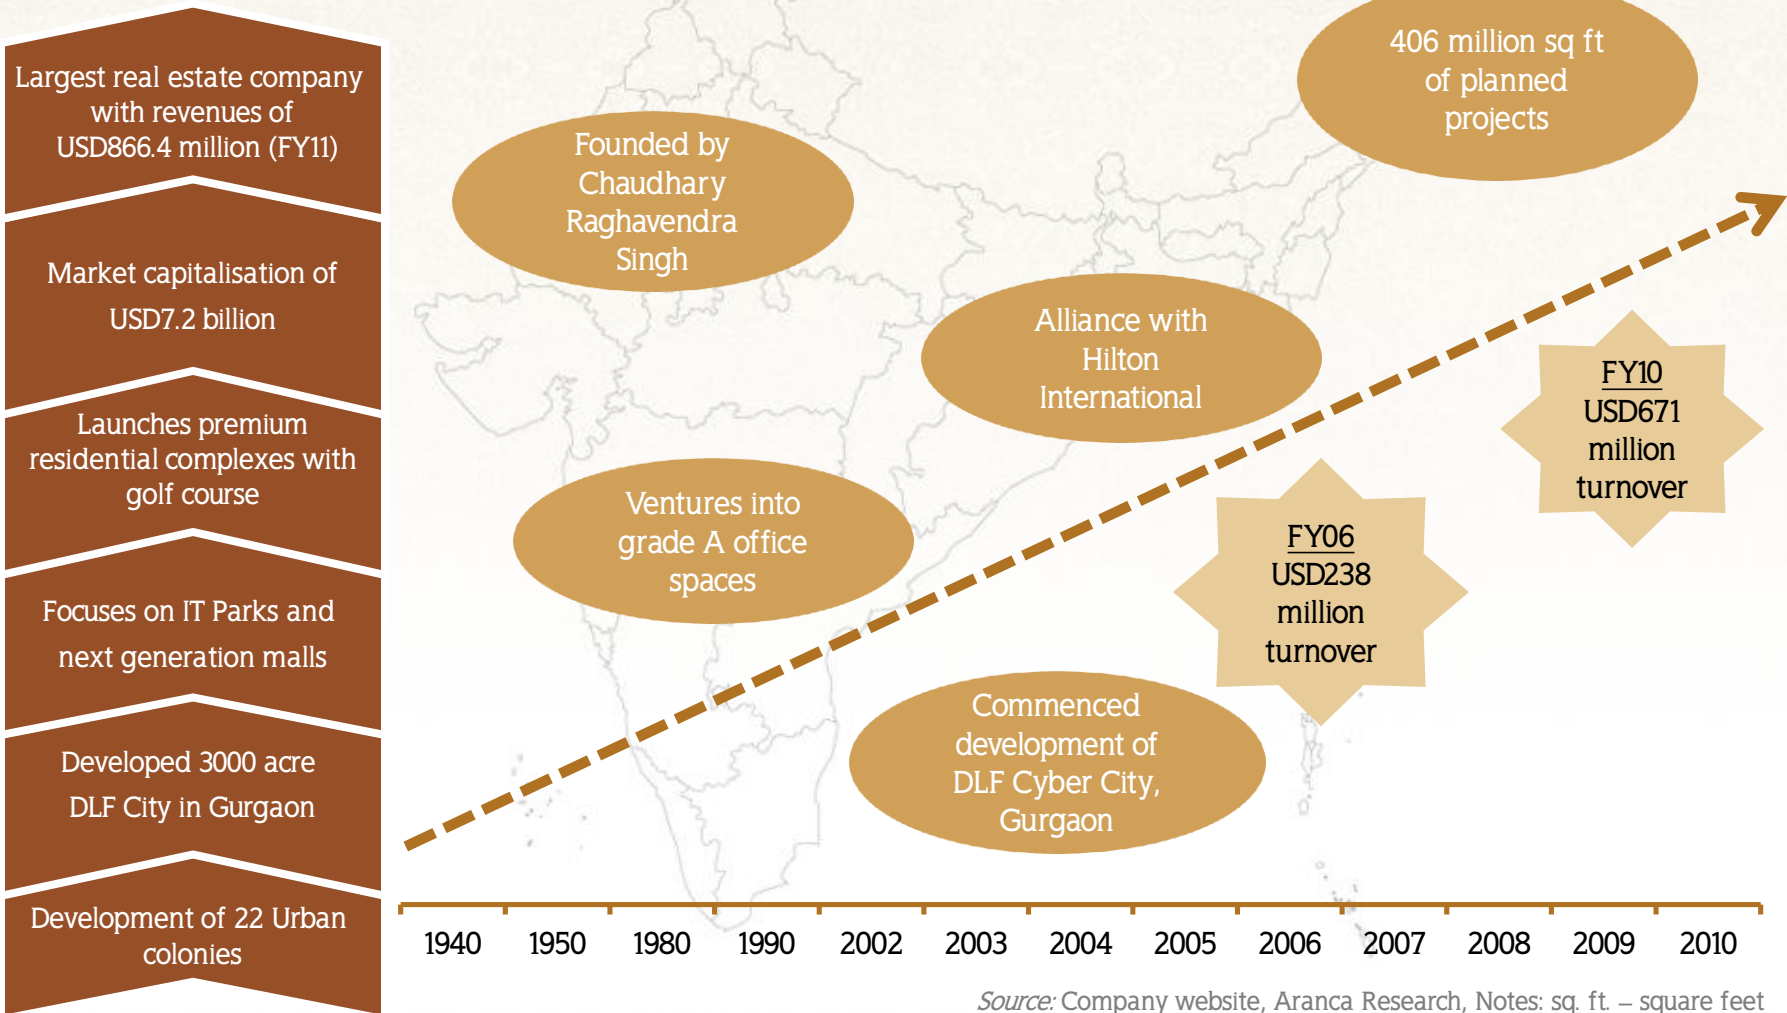 Largest real estate company
with revenues of
USD866.4 million (FY11)
Market capitalisation of
USD7.2 billion
Launches premium
residential complexes with
golf course
Focuses on IT Parks and
next generation malls
Developed 3000 acre
DLF City in Gurgaon
Development of 22 Urban
colonies
406 million sq ft
of planned
projects
Founded by
Chaudhary
Raghavendra
Singh
Alliance with
Hilton
International
FY10
USD671
million
turnover
Ventures into
grade A office
spaces
FY06
USD238
million
turnover
Commenced
development of
DLF Cyber City,
Gurgaon
1940 1950 1980 1990 2002 2003 2004 2005 2006 2007 2008 2009 2010
Source: Company website, Aranca Research, Notes: sq. ft. – square feet